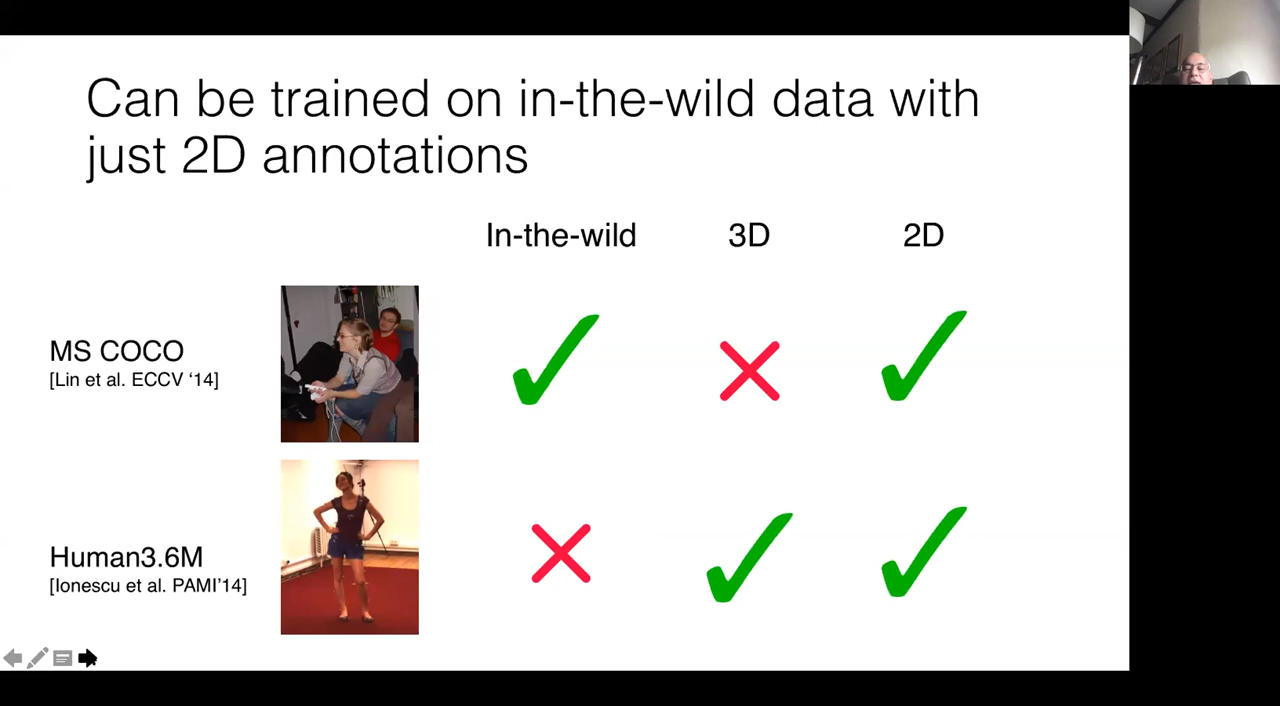 Can be trained on in-the-wild data with
just 2D annotations
In-the-wild 3D 2D
MS COCO
[Lin et al. ECCV ‘14]
Human3.6M
[Ionescu et al. PAMI’14]